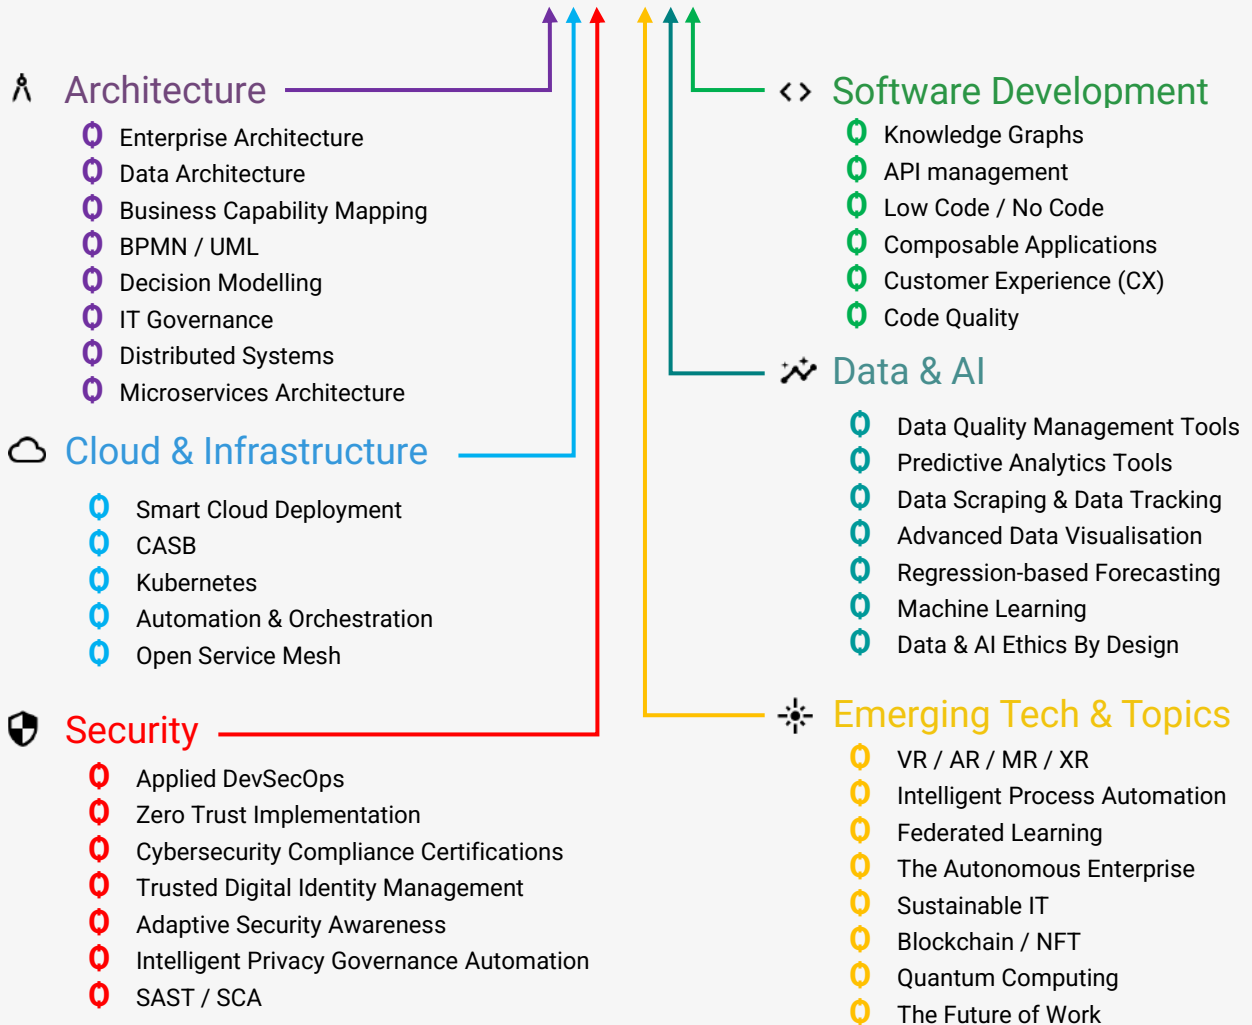 Architecture
Enterprise Architecture
Data Architecture
Business Capability Mapping
BPMN / UML
Decision Modelling
IT Governance
Distributed Systems
Microservices Architecture
Cloud & Infrastructure
Smart Cloud Deployment
CASB
Kubernetes
Automation & Orchestration
Open Service Mesh
Security
Applied DevSecOps
Zero Trust Implementation
Cybersecurity Compliance Certifications
Trusted Digital Identity Management
Adaptive Security Awareness
Intelligent Privacy Governance Automation
SAST / SCA
Software Development
Knowledge Graphs
API management
Low Code / No Code
Composable Applications
Customer Experience (CX)
Code Quality
Data & AI
Data Quality Management Tools
Predictive Analytics Tools
Data Scraping & Data Tracking
Advanced Data Visualisation
Regression-based Forecasting
Machine Learning
Data & AI Ethics By Design
Emerging Tech & Topics
VR / AR / MR / XR
Intelligent Process Automation
Federated Learning
The Autonomous Enterprise
Sustainable IT
Blockchain / NFT
Quantum Computing
The Future of Work